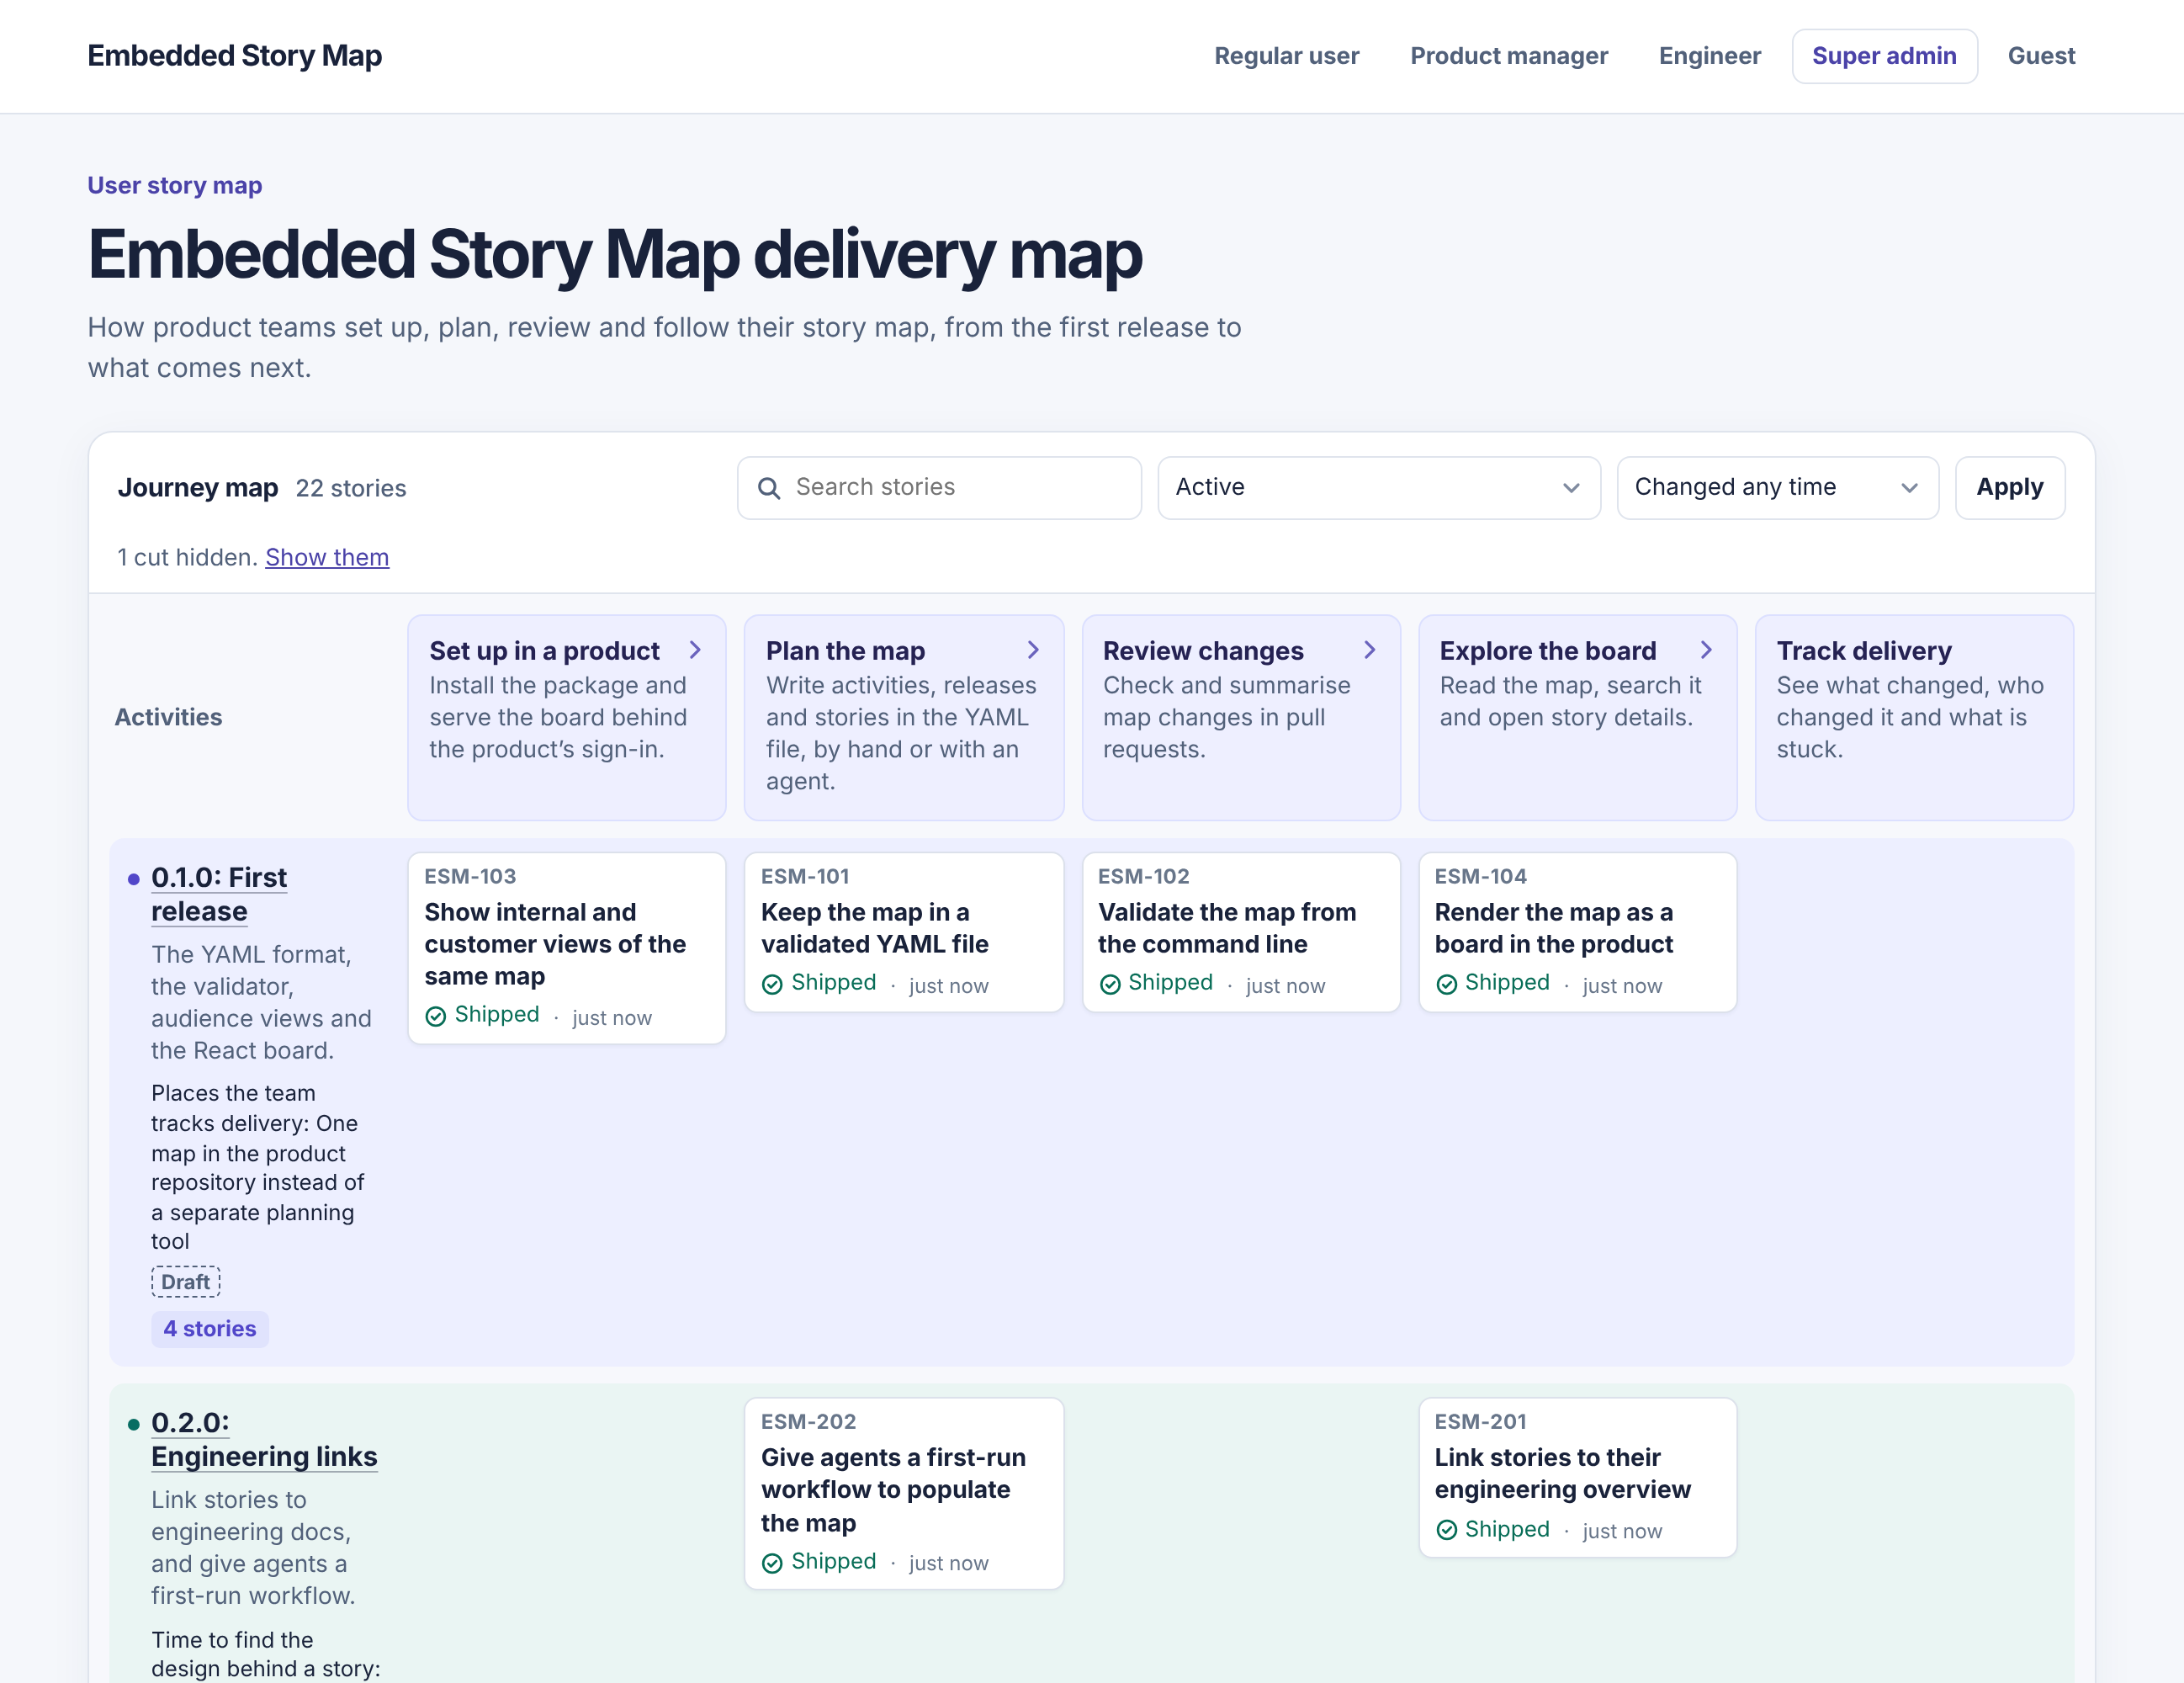 Embedded Story Map
Regular user
Product manager
Engineer
Super admin
Guest
User story map
Embedded Story Map delivery map
How product teams set up, plan, review and follow their story map, from the first release to
what comes next.
Journey map 22 stories
Search stories
Active
Changed any time
Apply
1 cut hidden. Show them
Activities
Set up in a product
Install the package and
serve the board behind
the product's sign-in.
Plan the map
Write activities, releases
and stories in the YAML
file, by hand or with an
agent.
Review changes
Check and summarise
map changes in pull
requests.
Explore the board
Read the map, search it
and open story details.
Track delivery
See what changed, who
changed it and what is
stuck.
0.1.0: First
release
The YAML format,
the validator,
audience views and
the React board.
Places the team
tracks delivery: One
map in the product
repository instead of
a separate planning
tool
Draft
4 stories
ESM-103
Show internal and
customer views of the
same map
Shipped · just now
ESM-101
Keep the map in a
validated YAML file
Shipped · just now
ESM-102
Validate the map from
the command line
Shipped · just now
ESM-104
Render the map as a
board in the product
Shipped · just now
0.2.0:
Engineering links
Link stories to
engineering docs,
and give agents a
first-run workflow.
Time to find the
design behind a story:
ESM-202
Give agents a first-run
workflow to populate
the map
Shipped · just now
ESM-201
Link stories to their
engineering overview
Shipped · just now